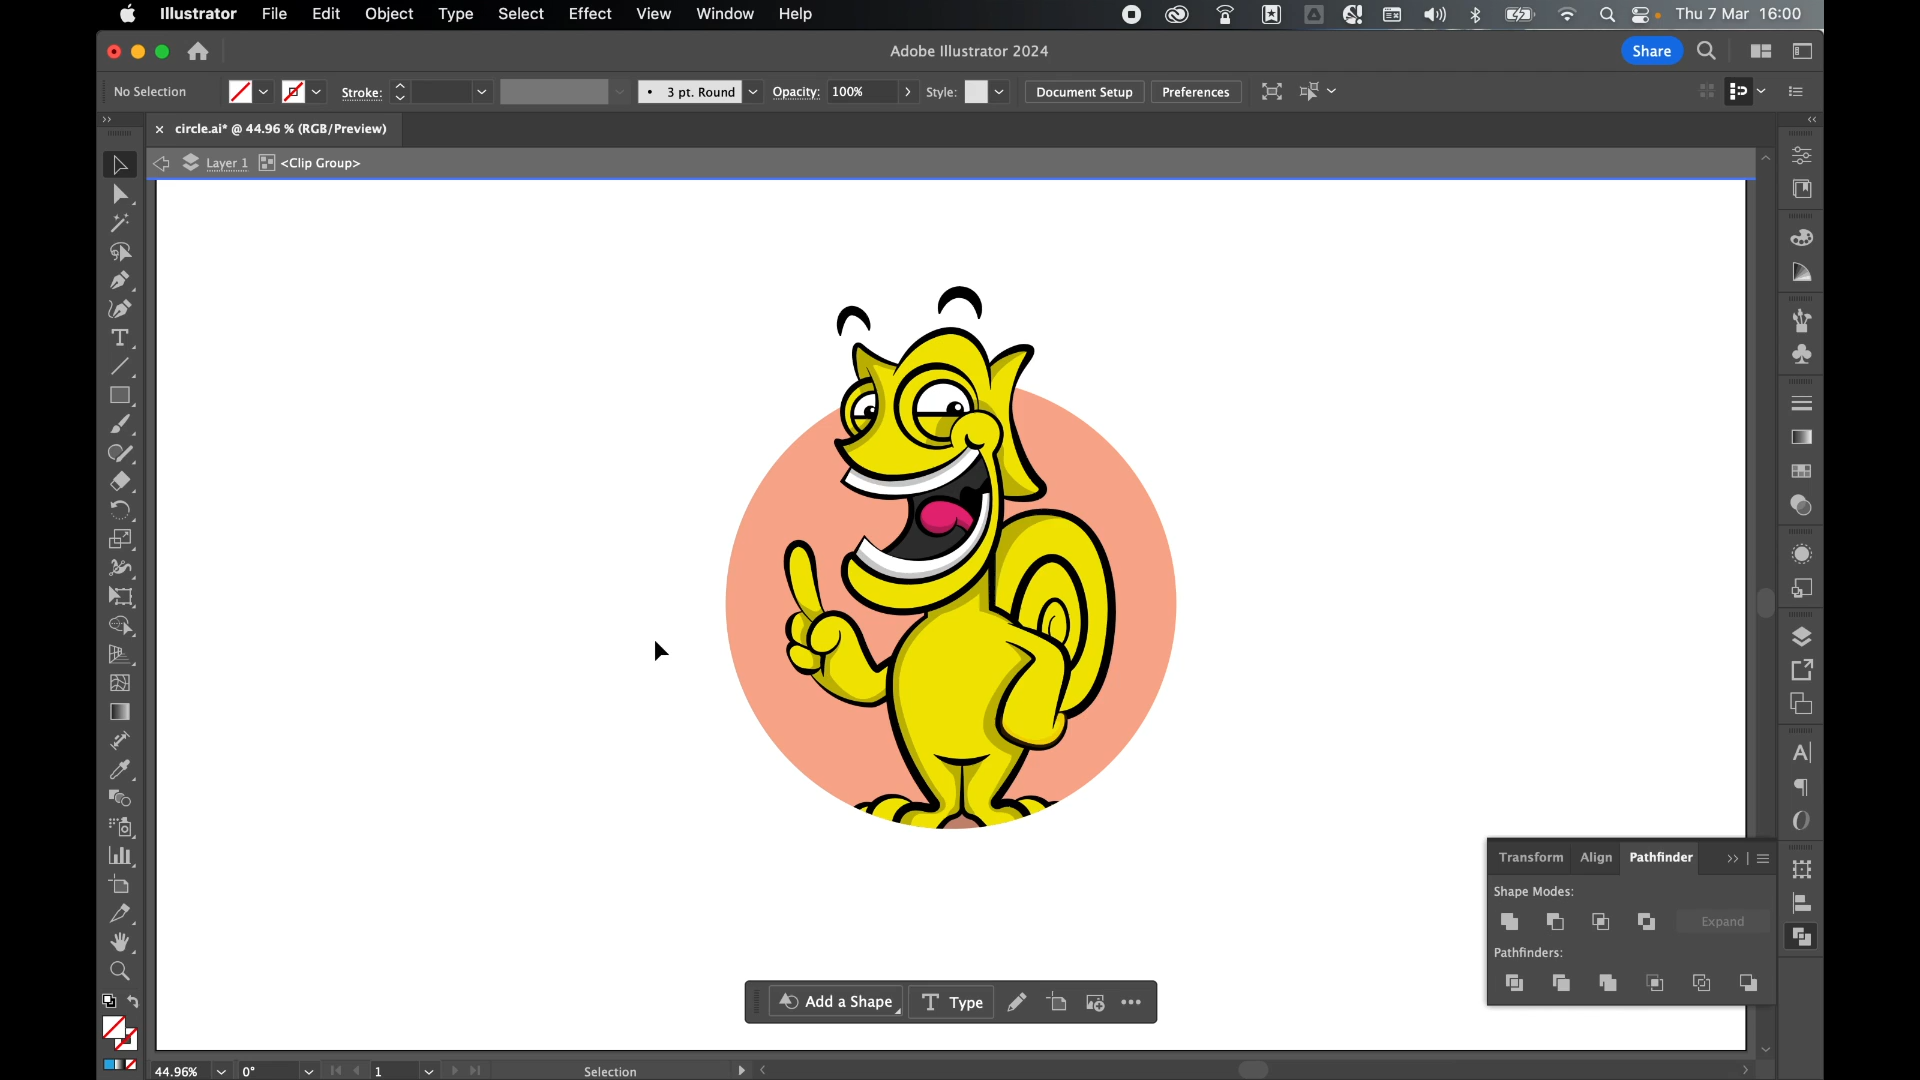 Illustrator File Edit Object Type Select Effect View Window Help Thu 7 Mar 16:00
Adobe Illustrator 2024 Share
No Selection Stroke: 3 pt. Round Opacity: 100% Style: Document Setup Preferences
circle.ai* @ 44.96 % (RGB/Preview)
Layer 1 <Clip Group>
Transform Align Pathfinder
Shape Modes:
Expand
Pathfinders:
Add a Shape Type
44.96% 0° 1 Selection